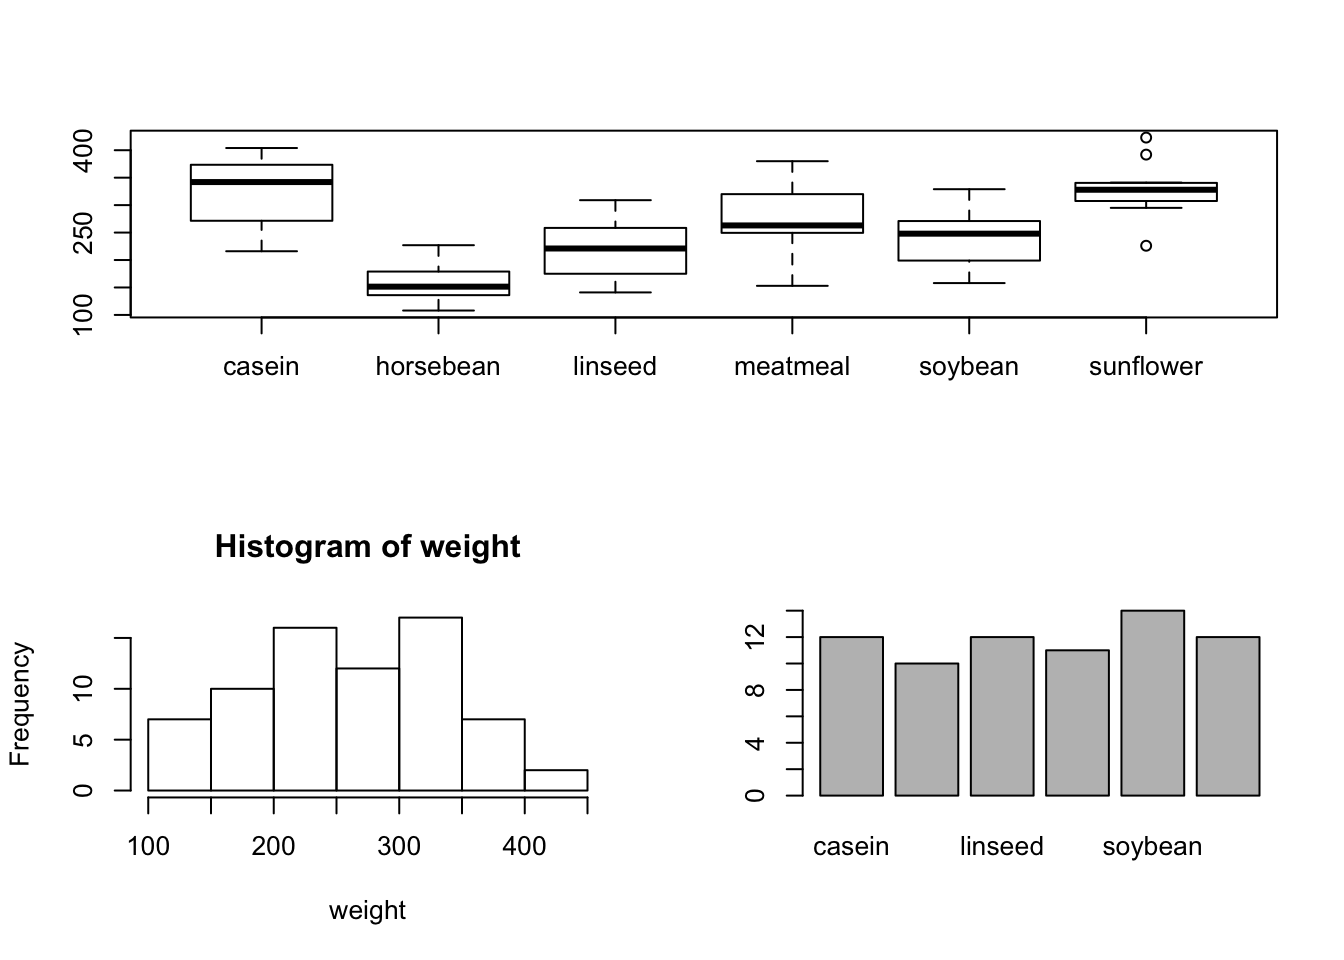 400
250
100
casein horsebean linseed meatmeal soybean sunflower
Histogram of weight
Frequency
10
5
0
100 200 300 400
weight
12
8
4
0
casein linseed soybean